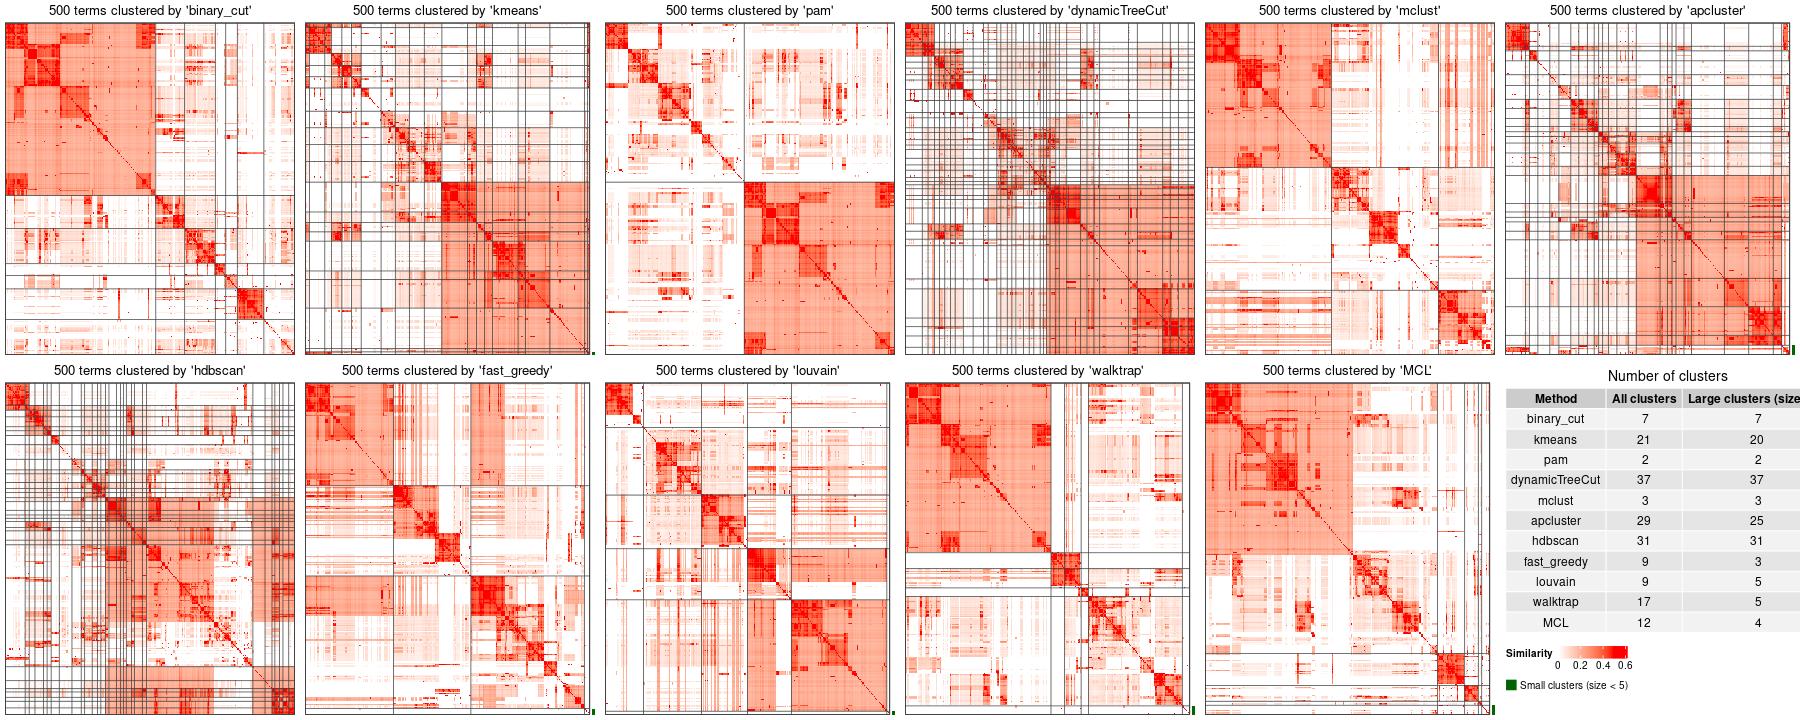 500 terms clustered by 'binary_cut'
500 terms clustered by 'kmeans'
500 terms clustered by 'pam'
500 terms clustered by 'dynamicTreeCut'
500 terms clustered by 'mclust'
500 terms clustered by 'apcluster'
500 terms clustered by 'hdbscan'
500 terms clustered by 'fast_greedy'
500 terms clustered by 'louvain'
500 terms clustered by 'walktrap'
500 terms clustered by 'MCL'
Number of clusters
Method All clusters Large clusters (size
binary_cut 7 7
kmeans 21 20
pam 2 2
dynamicTreeCut 37 37
mclust 3 3
apcluster 29 25
hdbscan 31 31
fast_greedy 9 3
louvain 9 5
walktrap 17 5
MCL 12 4
Similarity
0 0.2 0.4 0.6
Small clusters (size < 5)